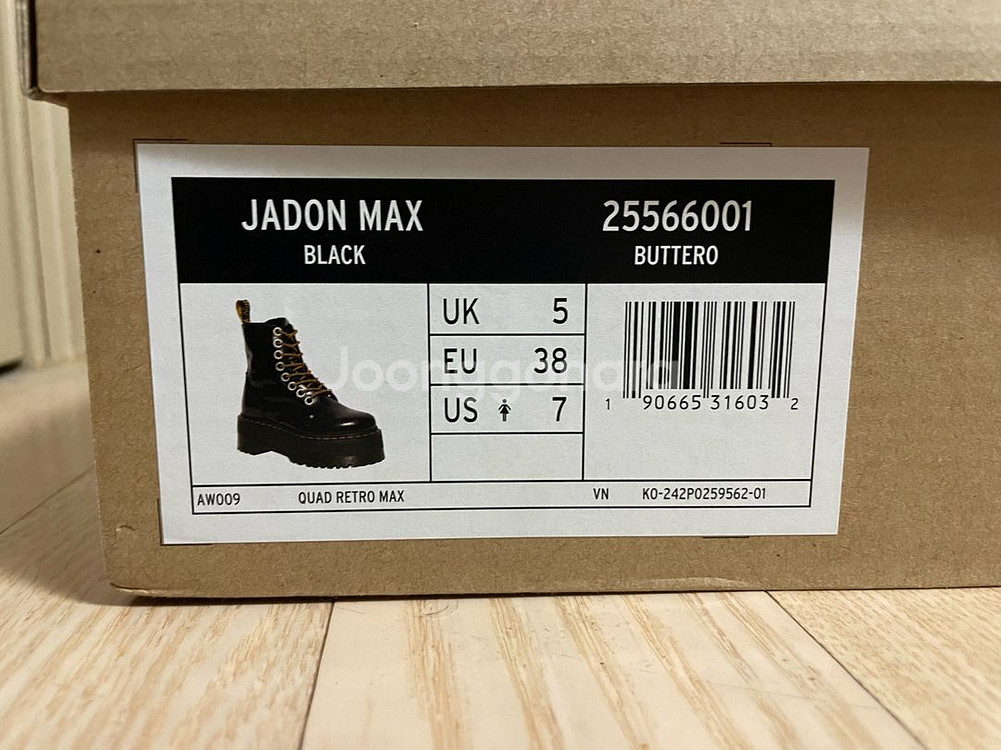 JADON MAX
BLACK
25566001
BUTTERO
UK 5
EU 38
US 7
1 90665 31603 2
Joonggonara
AW009 QUAD RETRO MAX VN K0-242P0259562-01